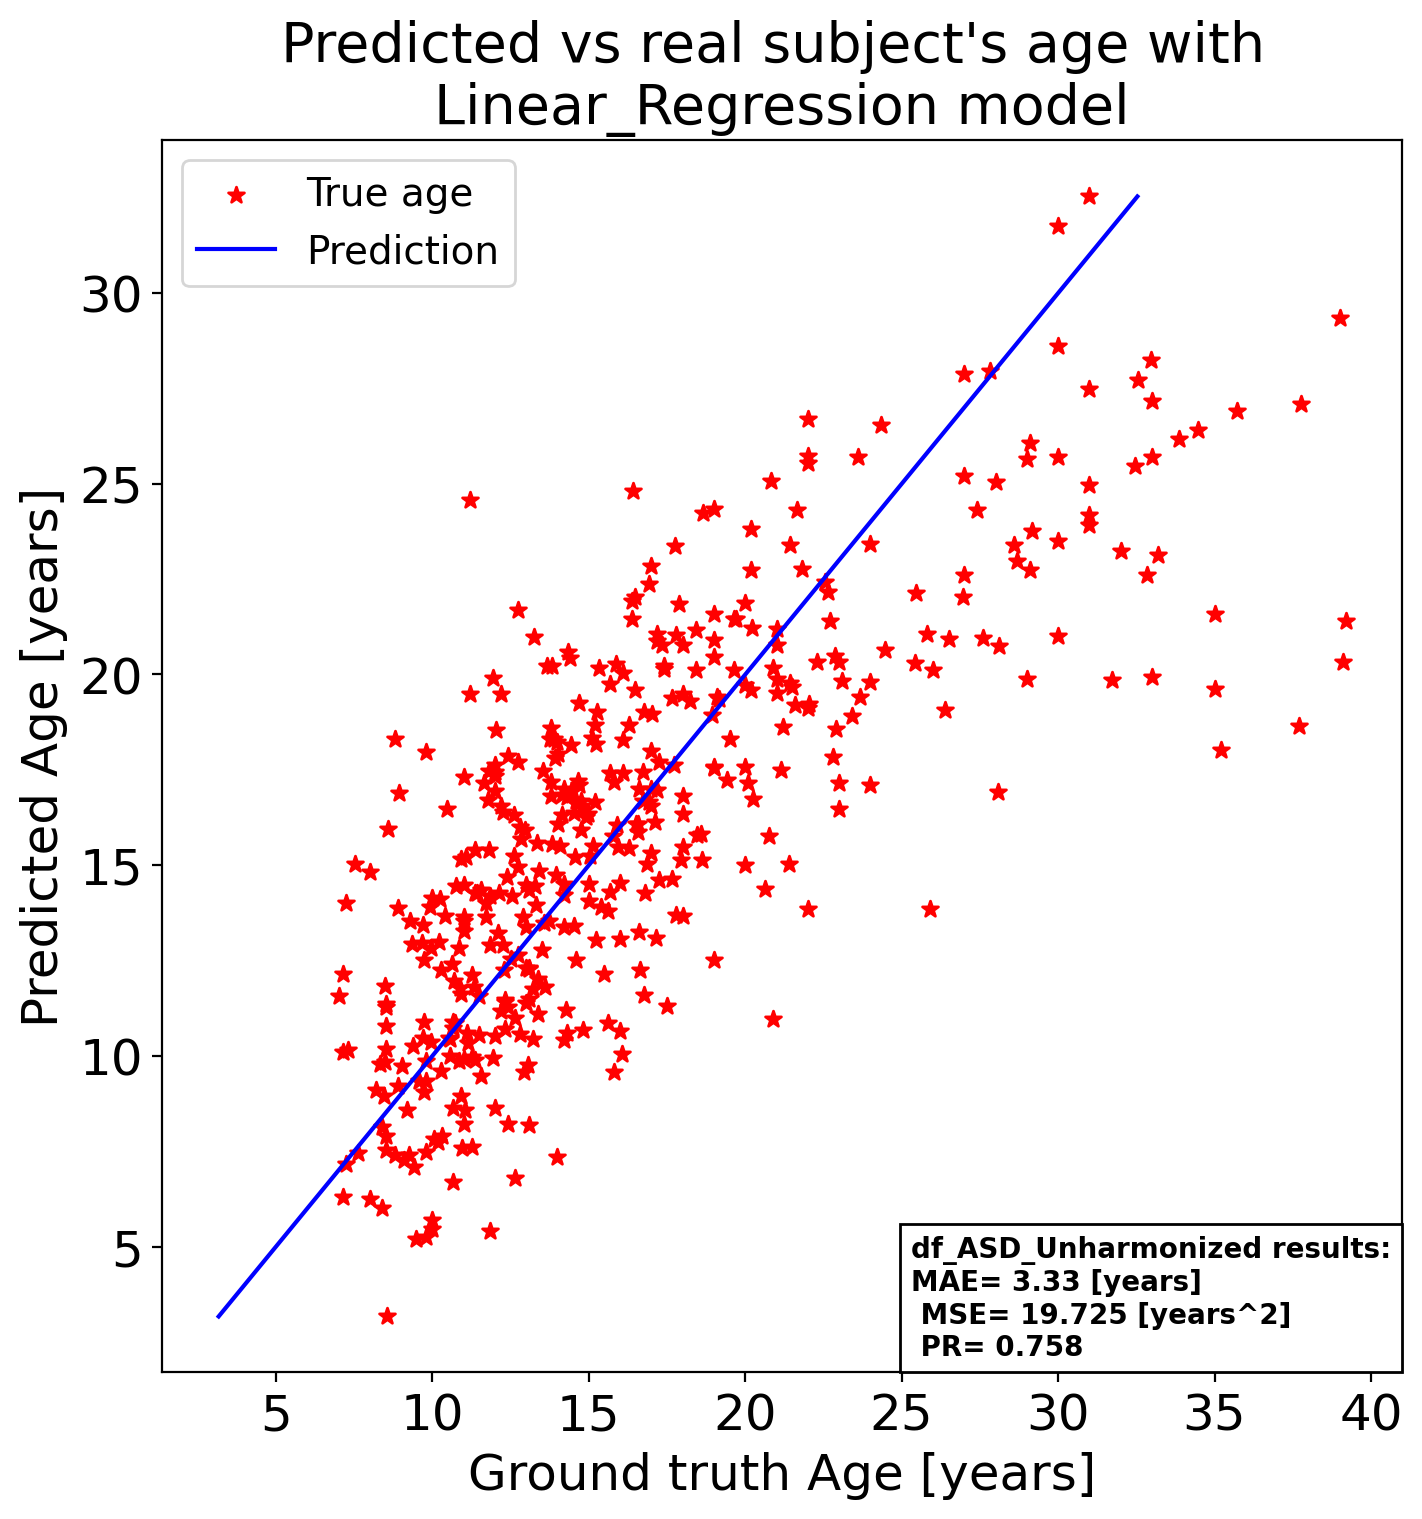 Predicted vs real subject's age with
Linear_Regression model
True age
Prediction
Predicted Age [years]
30
25
20
15
10
5
df_ASD_Unharmonized results:
MAE= 3.33 [years]
MSE= 19.725 [years^2]
PR= 0.758
5 10 15 20 25 30 35 40
Ground truth Age [years]